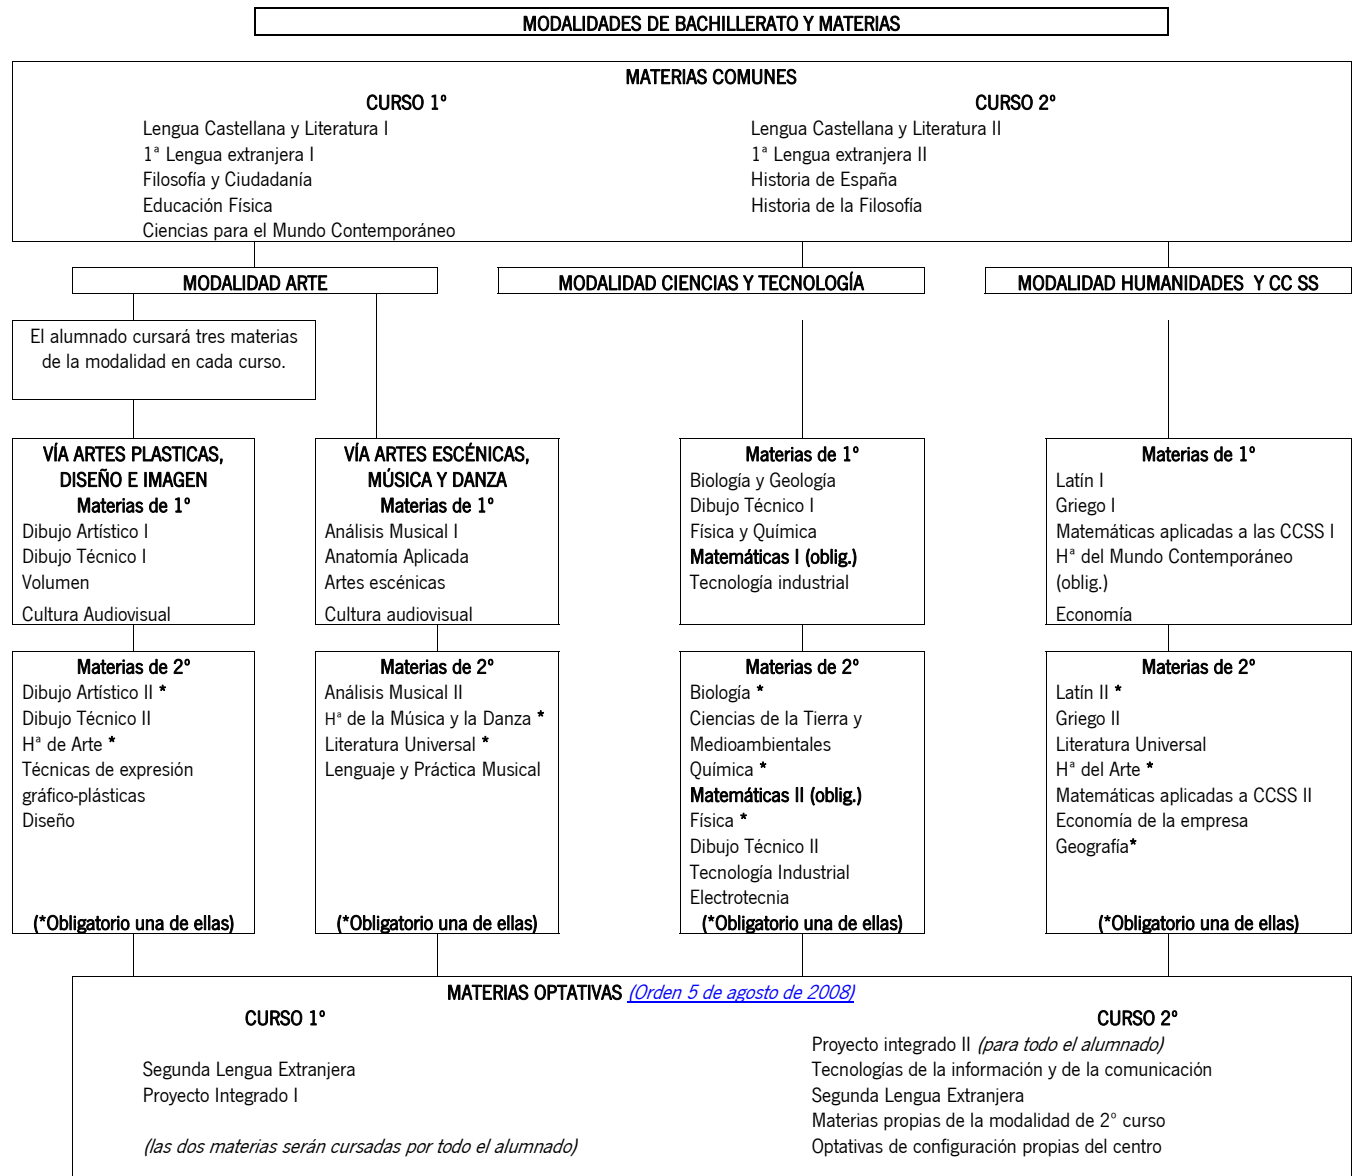 MODALIDADES DE BACHILLERATO Y MATERIAS
MATERIAS COMUNES
CURSO 1º
Lengua Castellana y Literatura I
1ª Lengua extranjera I
Filosofía y Ciudadanía
Educación Física
Ciencias para el Mundo Contemporáneo
CURSO 2º
Lengua Castellana y Literatura II
1ª Lengua extranjera II
Historia de España
Historia de la Filosofía
MODALIDAD ARTE
MODALIDAD CIENCIAS Y TECNOLOGÍA
MODALIDAD HUMANIDADES Y CC SS
El alumnado cursará tres materias
de la modalidad en cada curso.
VÍA ARTES PLASTICAS,
DISEÑO E IMAGEN
Materias de 1º
Dibujo Artístico I
Dibujo Técnico I
Volumen
Cultura Audiovisual
VÍA ARTES ESCÉNICAS,
MÚSICA Y DANZA
Materias de 1º
Análisis Musical I
Anatomía Aplicada
Artes escénicas
Cultura audiovisual
Materias de 1º
Biología y Geología
Dibujo Técnico I
Física y Química
Matemáticas I (oblig.)
Tecnología industrial
Materias de 1º
Latín I
Griego I
Matemáticas aplicadas a las CCSS I
Hª del Mundo Contemporáneo
(oblig.)
Economía
Materias de 2º
Dibujo Artístico II *
Dibujo Técnico II
Hª de Arte *
Técnicas de expresión
gráfico-plásticas
Diseño
(*Obligatorio una de ellas)
Materias de 2º
Análisis Musical II
Hª de la Música y la Danza *
Literatura Universal *
Lenguaje y Práctica Musical
(*Obligatorio una de ellas)
Materias de 2º
Biología *
Ciencias de la Tierra y
Medioambientales
Química *
Matemáticas II (oblig.)
Física *
Dibujo Técnico II
Tecnología Industrial
Electrotecnia
(*Obligatorio una de ellas)
Materias de 2º
Latín II *
Griego II
Literatura Universal
Hª del Arte *
Matemáticas aplicadas a CCSS II
Economía de la empresa
Geografía*
(*Obligatorio una de ellas)
MATERIAS OPTATIVAS (Orden 5 de agosto de 2008)
CURSO 1º
Segunda Lengua Extranjera
Proyecto Integrado I
(las dos materias serán cursadas por todo el alumnado)
CURSO 2º
Proyecto integrado II (para todo el alumnado)
Tecnologías de la información y de la comunicación
Segunda Lengua Extranjera
Materias propias de la modalidad de 2º curso
Optativas de configuración propias del centro